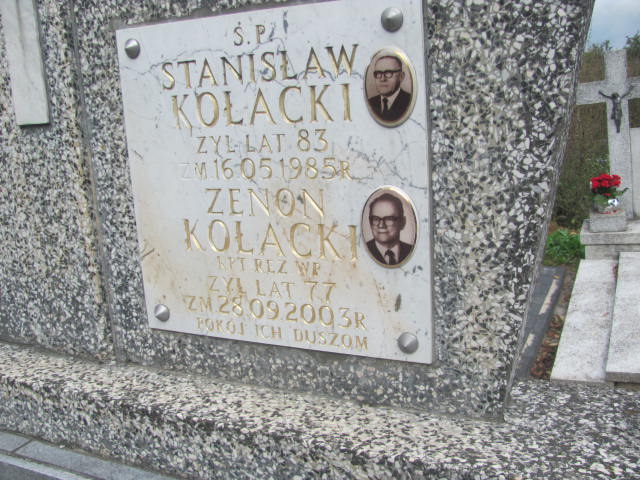 Ś.P.
STANISŁAW
KOŁACKI
ŻYŁ LAT 83
ZM 16.05.1985R
ZENON
KOŁACKI
KPT REZ WP
ŻYŁ LAT 77
ZM 28.09.2003R
POKÓJ ICH DUSZOM